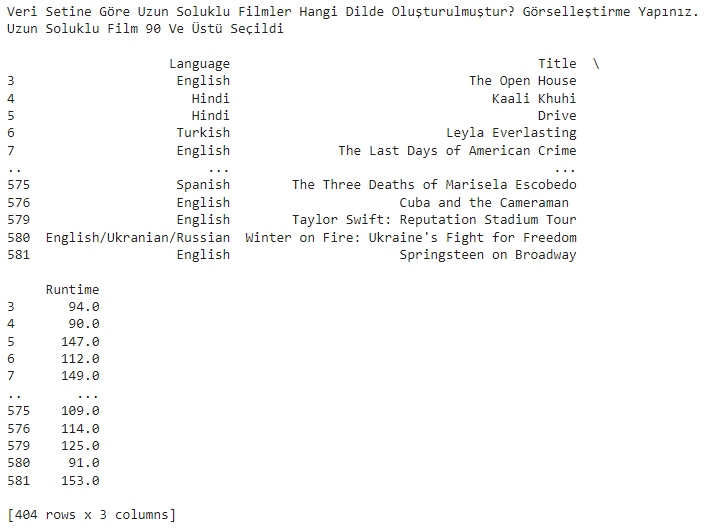 Veri Setine Göre Uzun Soluklu Filmler Hangi Dilde Oluşturulmuştur? Görselleştirme Yapınız.
Uzun Soluklu Film 90 Ve Üstü Seçildi
Language Title \
3 English The Open House
4 Hindi Kaali Khuhi
5 Hindi Drive
6 Turkish Leyla Everlasting
7 English The Last Days of American Crime
.. ... ...
575 Spanish The Three Deaths of Marisela Escobedo
576 English Cuba and the Cameraman
579 English Taylor Swift: Reputation Stadium Tour
580 English/Ukranian/Russian Winter on Fire: Ukraine's Fight for Freedom
581 English Springsteen on Broadway
Runtime
3 94.0
4 90.0
5 147.0
6 112.0
7 149.0
.. ...
575 109.0
576 114.0
579 125.0
580 91.0
581 153.0
[404 rows x 3 columns]